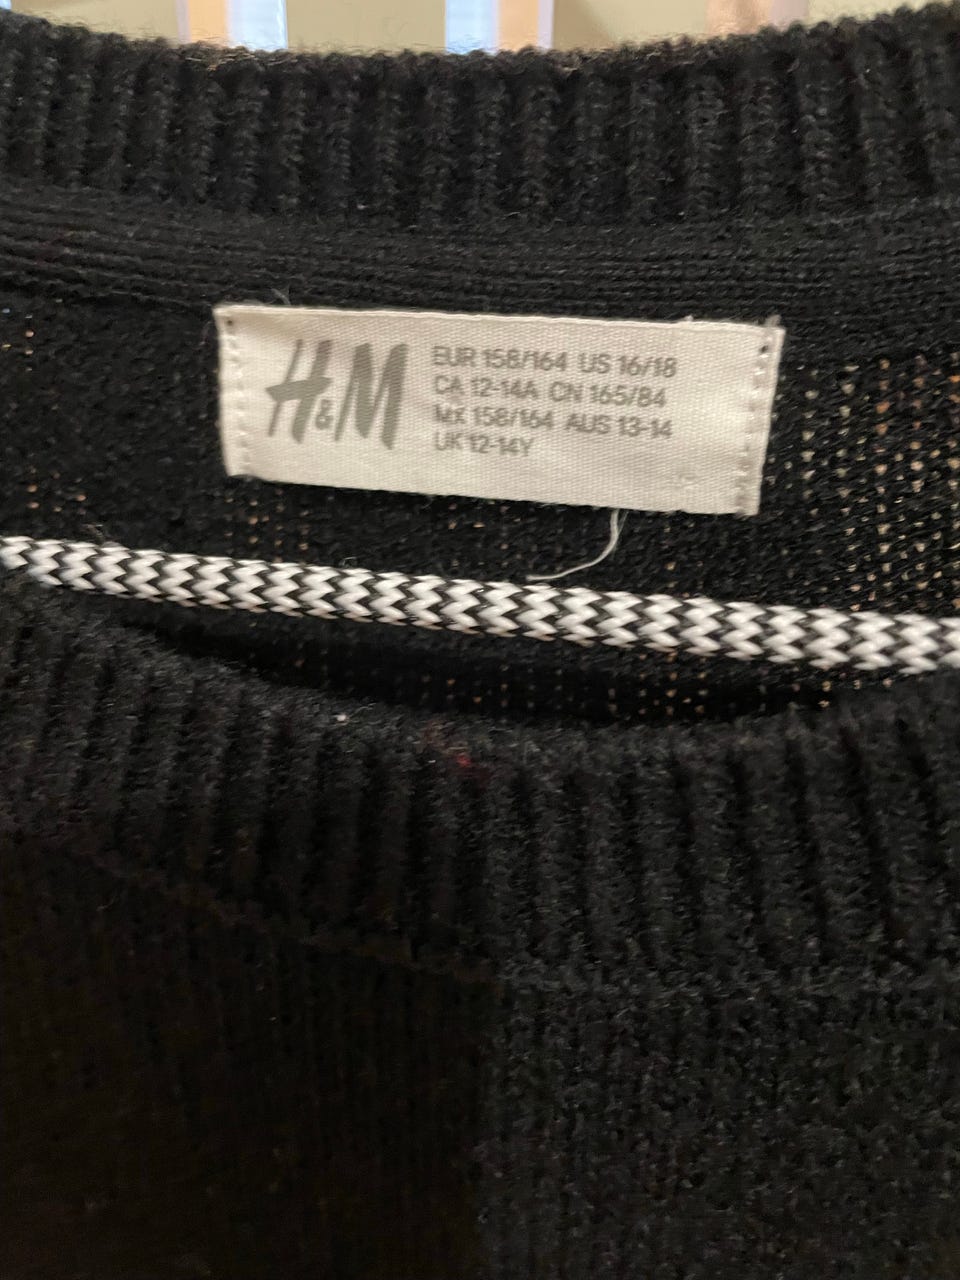 H&M
EUR 158/164 US 16/18
CA 12-14A CN 165/84
MX 158/164 AUS 13-14
UK 12-14Y